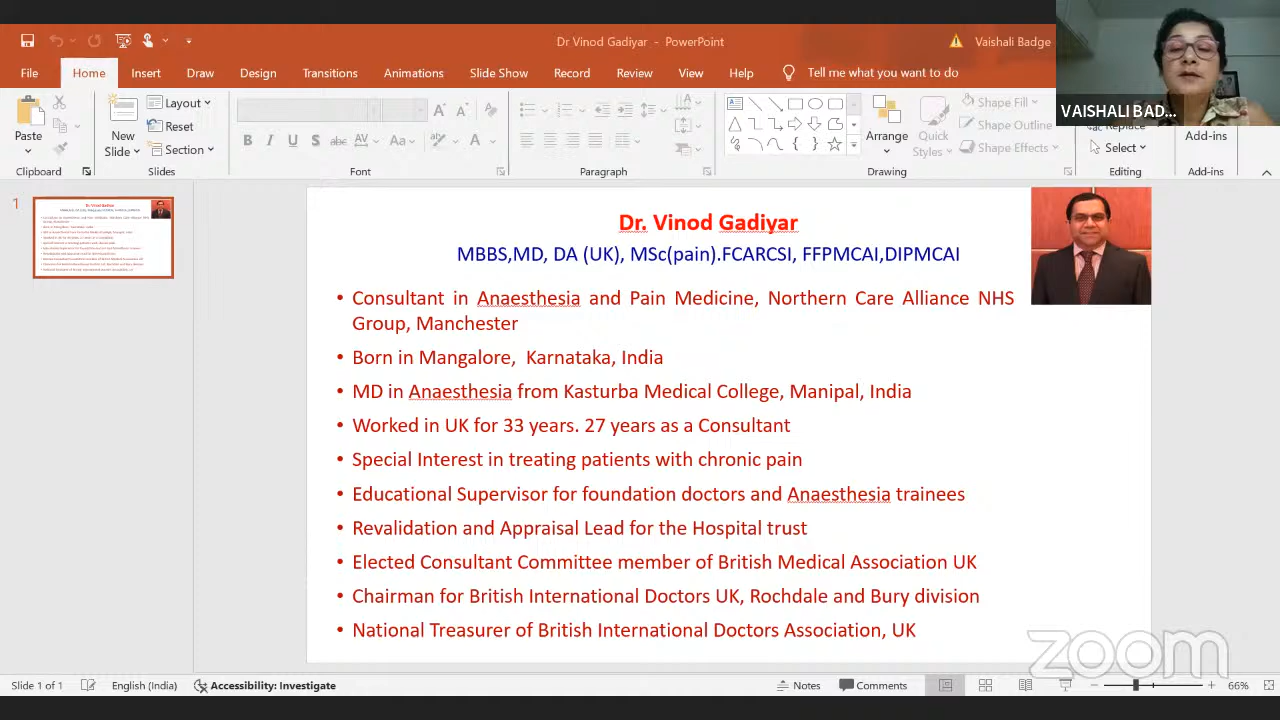 Dr Vinod Gadiyar - PowerPoint
Vaishali Badge
File Home Insert Draw Design Transitions Animations Slide Show Record Review View Help Tell me what you want to do
VAISHALI BAD...
Paste
New
Slide
Layout
Reset
Section
B I U S abc AV Aa A
Arrange
Quick
Styles
Shape Fill
Shape Outline
Shape Effects
Replace
Select
Add-ins
Clipboard Slides Font Paragraph Drawing Editing Add-ins
1
Dr. Vinod Gadiyar
MBBS,MD, DA (UK), MSc(pain).FCARCSI, FFPMCAI,DIPMCAI
• Consultant in Anaesthesia and Pain Medicine, Northern Care Alliance NHS
Group, Manchester
• Born in Mangalore, Karnataka, India
• MD in Anaesthesia from Kasturba Medical College, Manipal, India
• Worked in UK for 33 years. 27 years as a Consultant
• Special Interest in treating patients with chronic pain
• Educational Supervisor for foundation doctors and Anaesthesia trainees
• Revalidation and Appraisal Lead for the Hospital trust
• Elected Consultant Committee member of British Medical Association UK
• Chairman for British International Doctors UK, Rochdale and Bury division
• National Treasurer of British International Doctors Association, UK
zoom
Slide 1 of 1 English (India) Accessibility: Investigate Notes Comments 66%